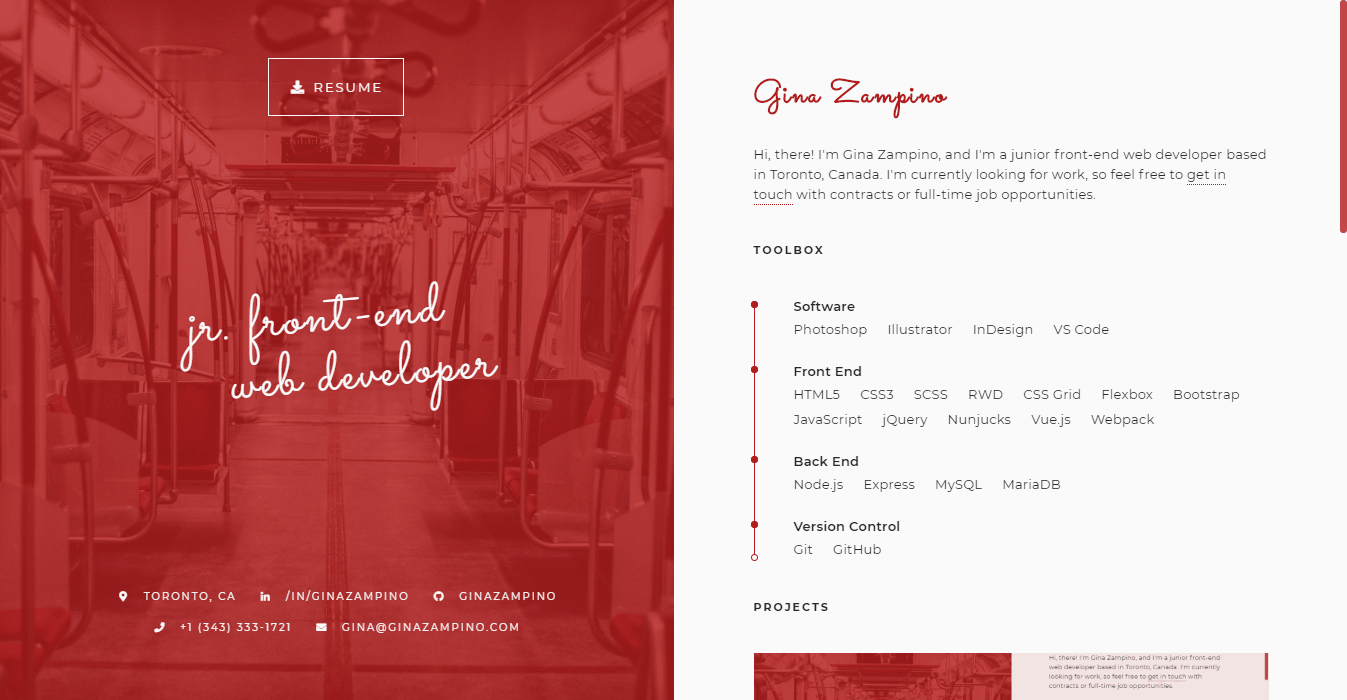 RESUME
jr. front-end
web developer
TORONTO, CA /IN/GINAZAMPINO GINAZAMPINO
+1 (343) 333-1721 GINA@GINAZAMPINO.COM
Gina Zampino
Hi, there! I'm Gina Zampino, and I'm a junior front-end web developer based
in Toronto, Canada. I'm currently looking for work, so feel free to get in
touch with contracts or full-time job opportunities.
TOOLBOX
Software
Photoshop Illustrator InDesign VS Code
Front End
HTML5 CSS3 SCSS RWD CSS Grid Flexbox Bootstrap
JavaScript jQuery Nunjucks Vue.js Webpack
Back End
Node.js Express MySQL MariaDB
Version Control
Git GitHub
PROJECTS
Hi, there! I'm Gina Zampino, and I'm a junior front-end
web developer based in Toronto, Canada. I'm currently
looking for work, so feel free to get in touch with
contracts or full-time job opportunities.